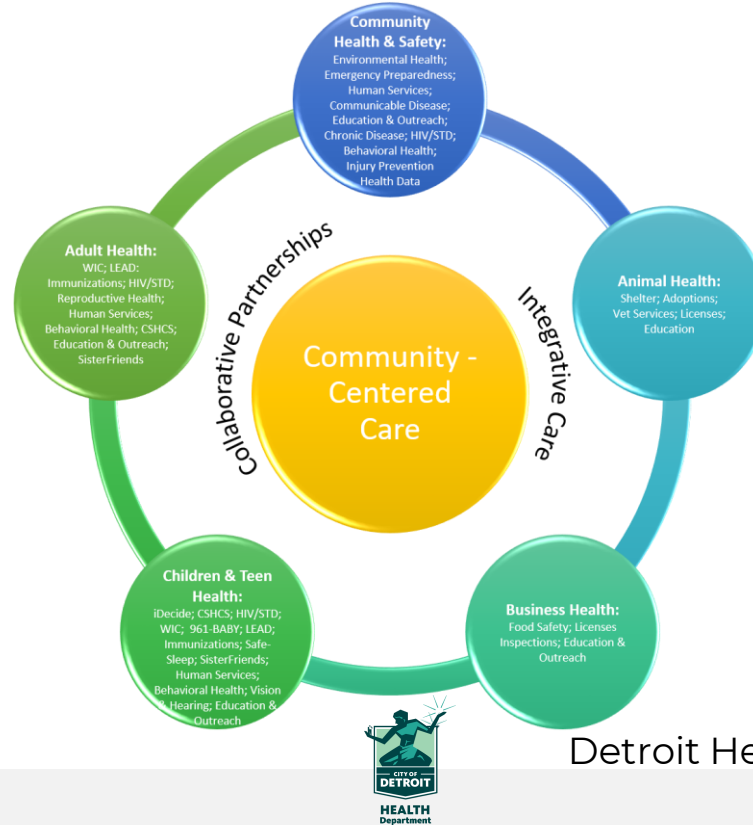 Community
Health & Safety:
Environmental Health;
Emergency Preparedness;
Human Services;
Communicable Disease;
Education & Outreach;
Chronic Disease; HIV/STD;
Behavioral Health;
Injury Prevention
Health Data
Adult Health:
WIC; LEAD:
Immunizations; HIV/STD;
Reproductive Health;
Human Services;
Behavioral Health; CSHCS;
Education & Outreach;
SisterFriends
Collaborative Partnerships
Community -
Centered
Care
Integrative Care
Animal Health:
Shelter; Adoptions;
Vet Services; Licenses;
Education
Children & Teen
Health:
iDecide; CSHCS; HIV/STD;
WIC; 961-BABY; LEAD;
Immunizations; Safe-
Sleep; SisterFriends;
Human Services;
Behavioral Health; Vision
& Hearing; Education &
Outreach
Business Health:
Food Safety; Licenses
Inspections; Education &
Outreach
CITY OF
DETROIT
HEALTH
Department
Detroit He